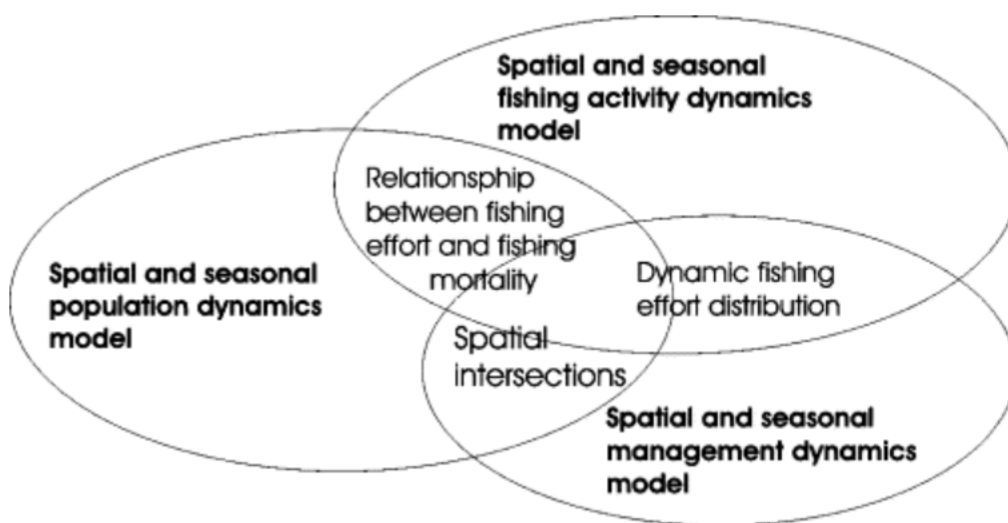 Spatial and seasonal
fishing activity dynamics
model
Relationsphip
between fishing
effort and fishing
mortality
Spatial and seasonal
population dynamics
model
Dynamic fishing
effort distribution
Spatial
intersections
Spatial and seasonal
management dynamics
model